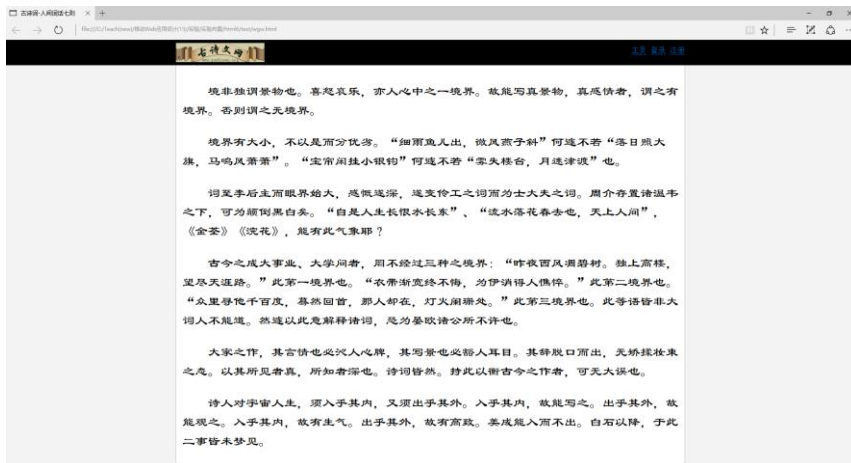 古诗词-人间词话七则
古诗文网
主页 登录 注册
境非独谓景物也。喜怒哀乐，亦人心中之一境界。故能写真景物，真感情者，谓之有
境界。否则谓之无境界。
境界有大小，不以是而分优劣。“细雨鱼儿出，微风燕子斜”何遽不若“落日照大
旗，马鸣风萧萧”。“宝帘闲挂小银钩”何遽不若“雾失楼台，月迷津渡”也。
词至李后主而眼界始大，感慨遂深，遂变伶工之词而为士大夫之词。周介存置诸温韦
之下，可为颠倒黑白矣。“自是人生长恨水长东”、“流水落花春去也，天上人间”，
《金荃》《浣花》，能有此气象耶？
古今之成大事业、大学问者，罔不经过三种之境界：“昨夜西风凋碧树。独上高楼，
望尽天涯路。”此第一境界也。“衣带渐宽终不悔，为伊消得人憔悴。”此第二境界也。
“众里寻他千百度，蓦然回首，那人却在，灯火阑珊处。”此第三境界也。此等语皆非大
词人不能道。然遽以此意解释诸词，恐为晏欧诸公所不许也。
大家之作，其言情也必沁人心脾，其写景也必豁人耳目。其辞脱口而出，无矫揉妆束
之态。以其所见者真，所知者深也。诗词皆然。持此以衡古今之作者，可无大误也。
诗人对宇宙人生，须入乎其内，又须出乎其外。入乎其内，故能写之。出乎其外，故
能观之。入乎其内，故有生气。出乎其外，故有高致。美成能入而不出。白石以降，于此
二事皆未梦见。